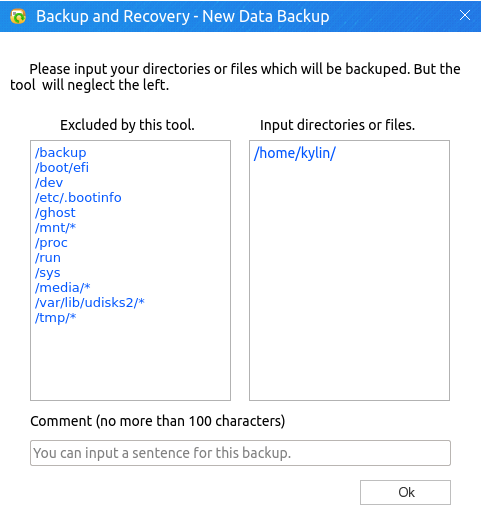 Backup and Recovery - New Data Backup
Please input your directories or files which will be backuped. But the
tool will neglect the left.
Excluded by this tool.
Input directories or files.
/backup
/boot/efi
/dev
/etc/.bootinfo
/ghost
/mnt/*
/proc
/run
/sys
/media/*
/var/lib/udisks2/*
/tmp/*
/home/kylin/
Comment (no more than 100 characters)
You can input a sentence for this backup.
Ok